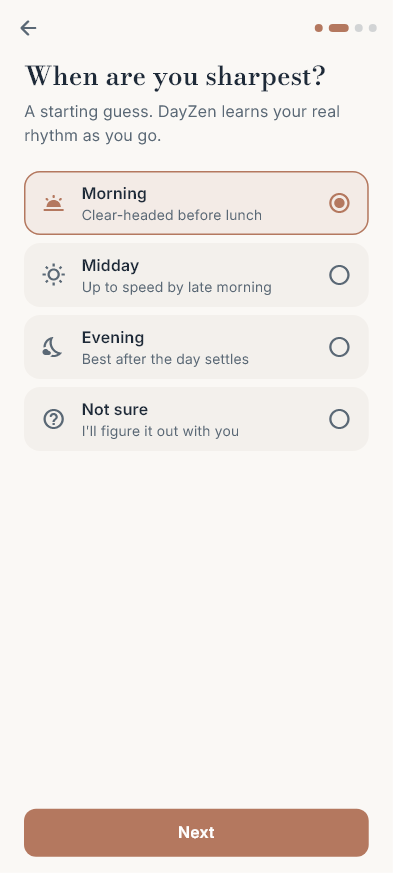 When are you sharpest?
A starting guess. DayZen learns your real
rhythm as you go.
Morning
Clear-headed before lunch
Midday
Up to speed by late morning
Evening
Best after the day settles
Not sure
I'll figure it out with you
Next